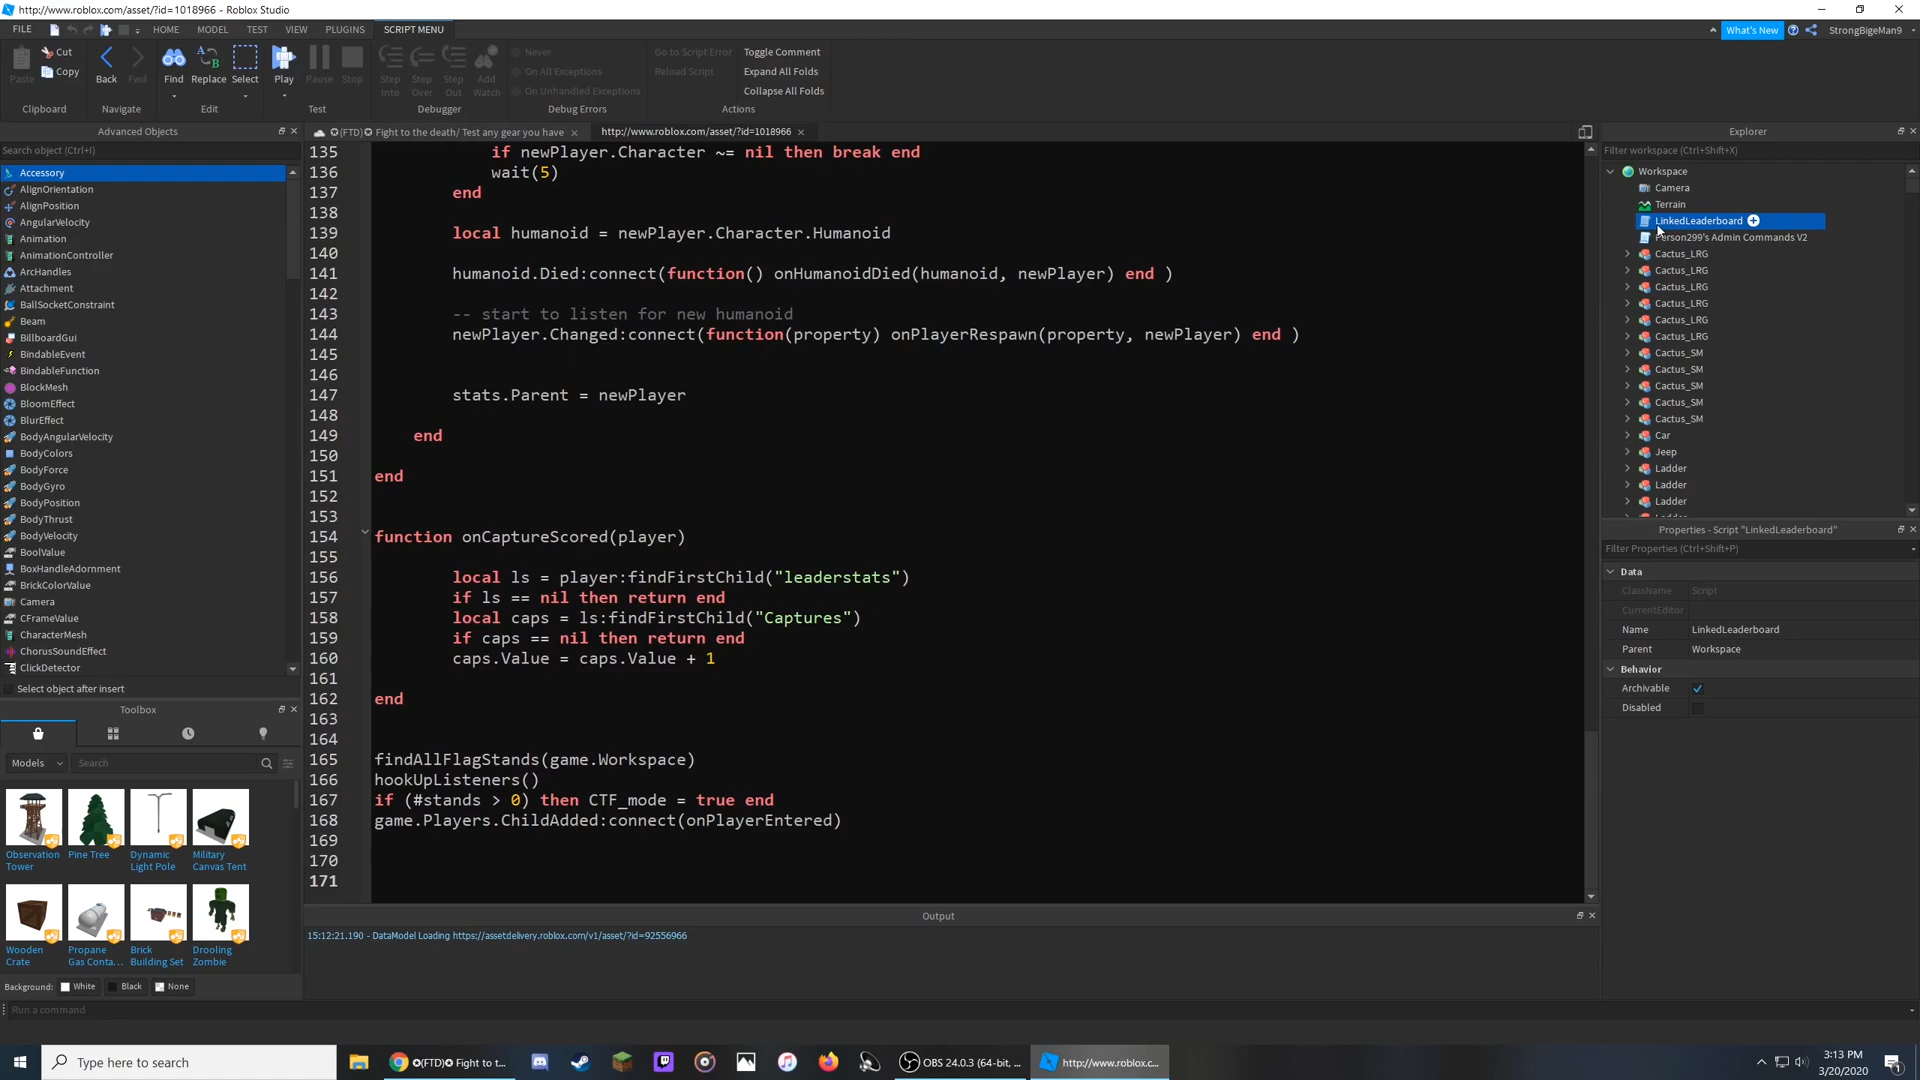 http://www.roblox.com/asset/?id=1018966 - Roblox Studio
FILE HOME MODEL TEST VIEW PLUGINS SCRIPT MENU What's New StrongBigeMan9
Paste Cut Copy Back Fwd Find Replace Select Play Pause Stop Step Into Step Over Step Out Add Watch
Never
On All Exceptions
On Unhandled Exceptions
Go to Script Error
Reload Script
Toggle Comment
Expand All Folds
Collapse All Folds
Clipboard Navigate Edit Test Debugger Debug Errors Actions
Advanced Objects
Search object (Ctrl+I)
Accessory
AlignOrientation
AlignPosition
AngularVelocity
Animation
AnimationController
ArcHandles
Attachment
BallSocketConstraint
Beam
BillboardGui
BindableEvent
BindableFunction
BlockMesh
BloomEffect
BlurEffect
BodyAngularVelocity
BodyColors
BodyForce
BodyGyro
BodyPosition
BodyThrust
BodyVelocity
BoolValue
BoxHandleAdornment
BrickColorValue
Camera
CFrameValue
CharacterMesh
ChorusSoundEffect
ClickDetector
Select object after insert
Toolbox
Models Search
Observation Tower
Pine Tree
Dynamic Light Pole
Military Canvas Tent
Wooden Crate
Propane Gas Conta...
Brick Building Set
Drooling Zombie
Background: White Black None
Run a command
✪(FTD)✪ Fight to the death/ Test any gear you have
http://www.roblox.com/asset/?id=1018966
135 if newPlayer.Character ~= nil then break end
136 wait(5)
137 end
138
139 local humanoid = newPlayer.Character.Humanoid
140
141 humanoid.Died:connect(function() onHumanoidDied(humanoid, newPlayer) end )
142
143 -- start to listen for new humanoid
144 newPlayer.Changed:connect(function(property) onPlayerRespawn(property, newPlayer) end )
145
146
147 stats.Parent = newPlayer
148
149 end
150
151 end
152
153
154 function onCaptureScored(player)
155
156 local ls = player:findFirstChild("leaderstats")
157 if ls == nil then return end
158 local caps = ls:findFirstChild("Captures")
159 if caps == nil then return end
160 caps.Value = caps.Value + 1
161
162 end
163
164
165 findAllFlagStands(game.Workspace)
166 hookUpListeners()
167 if (#stands > 0) then CTF_mode = true end
168 game.Players.ChildAdded:connect(onPlayerEntered)
169
170
171
Output
15:12:21.190 - DataModel Loading https://assetdelivery.roblox.com/v1/asset/?id=92556966
Explorer
Filter workspace (Ctrl+Shift+X)
Workspace
Camera
Terrain
LinkedLeaderboard
Person299's Admin Commands V2
Cactus_LRG
Cactus_LRG
Cactus_LRG
Cactus_LRG
Cactus_LRG
Cactus_LRG
Cactus_SM
Cactus_SM
Cactus_SM
Cactus_SM
Cactus_SM
Car
Jeep
Ladder
Ladder
Ladder
Ladder
Properties - Script "LinkedLeaderboard"
Filter Properties (Ctrl+Shift+P)
Data
ClassName Script
CurrentEditor
Name LinkedLeaderboard
Parent Workspace
Behavior
Archivable
Disabled
Type here to search
✪(FTD)✪ Fight to t...
OBS 24.0.3 (64-bit, ...
http://www.roblox.c...
3:13 PM
3/20/2020
1